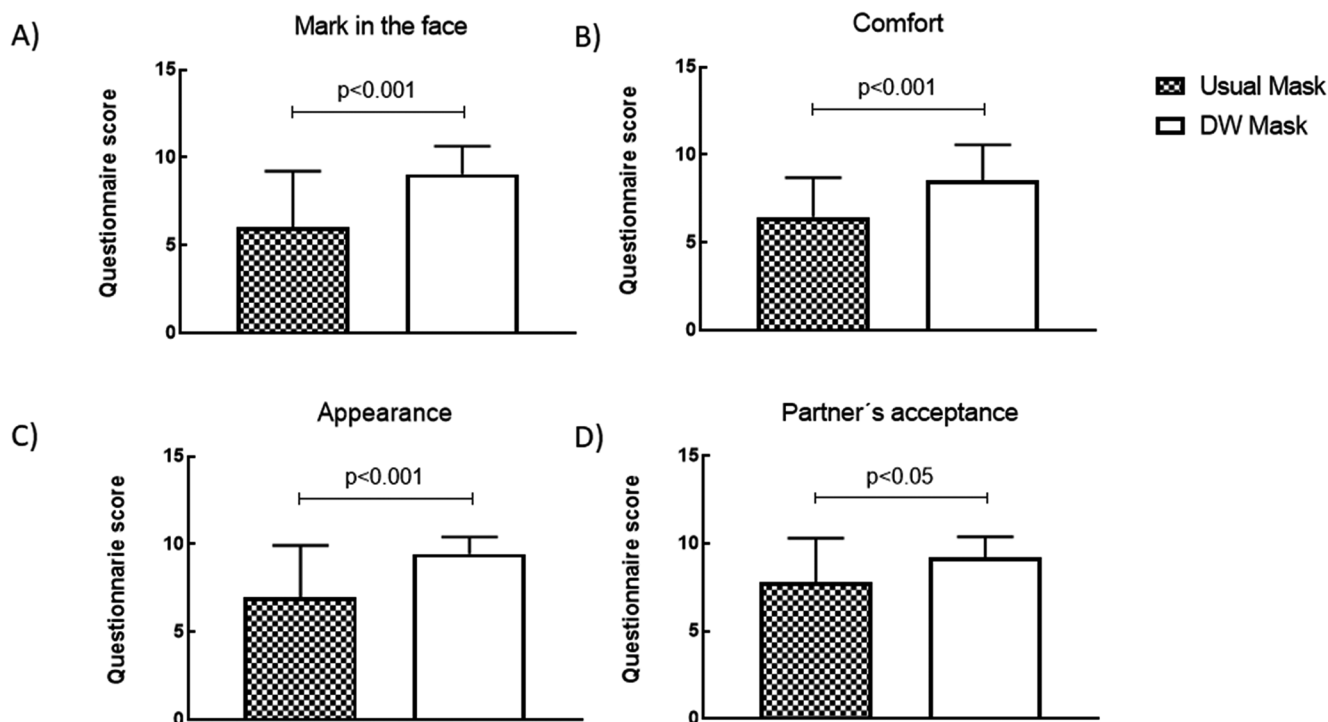 A)
Mark in the face
Questionnaire score
15
10
5
0
p<0.001
B)
Comfort
Questionnaire score
15
10
5
0
p<0.001
Usual Mask
DW Mask
C)
Appearance
Questionnarie score
15
10
5
0
p<0.001
D)
Partner´s acceptance
Questionnaire score
15
10
5
0
p<0.05